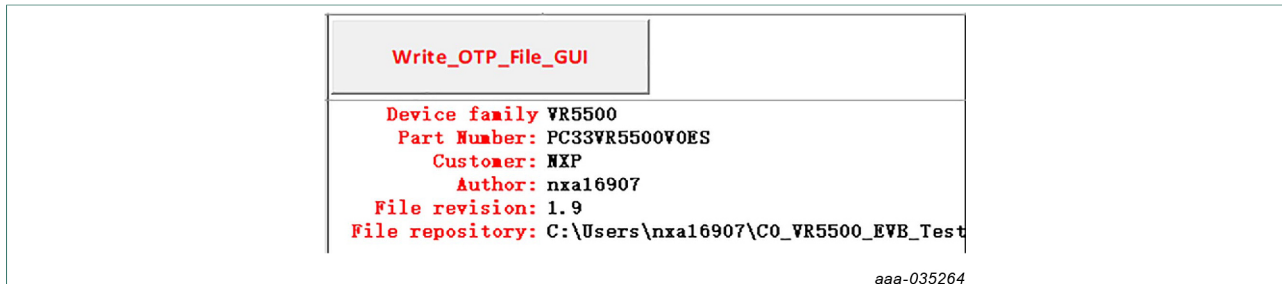 Write_OTP_File_GUI
Device family VR5500
Part Number: PC33VR5500V0ES
Customer: NXP
Author: nxa16907
File revision: 1.9
File repository: C:\Users\nxa16907\C0_VR5500_EVB_Test
aaa-035264